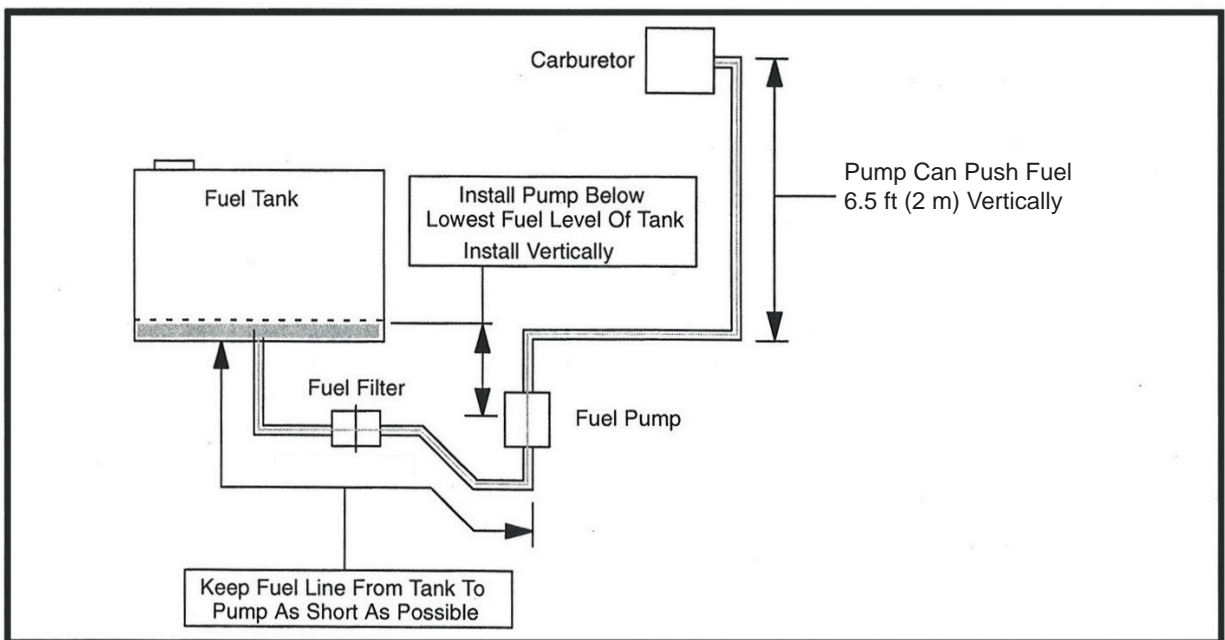 Carburetor
Pump Can Push Fuel
6.5 ft (2 m) Vertically
Fuel Tank
Install Pump Below
Lowest Fuel Level Of Tank
Install Vertically
Fuel Filter
Fuel Pump
Keep Fuel Line From Tank To
Pump As Short As Possible